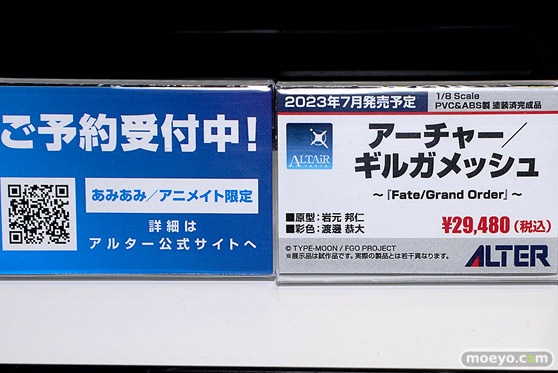 ご予約受付中!
あみあみ/アニメイト限定
詳細は
アルター公式サイトへ
2023年7月発売予定
1/8 Scale
PVC&ABS製 塗装済完成品
ALTAiR
アーチャー/
ギルガメッシュ
~『Fate/Grand Order』~
■原型:岩元 邦仁
■彩色:渡邊 恭大
¥29,480(税込)
© TYPE-MOON / FGO PROJECT
※展示品は試作品です。実際の製品とは若干異なります。
ALTER
moeyo.com